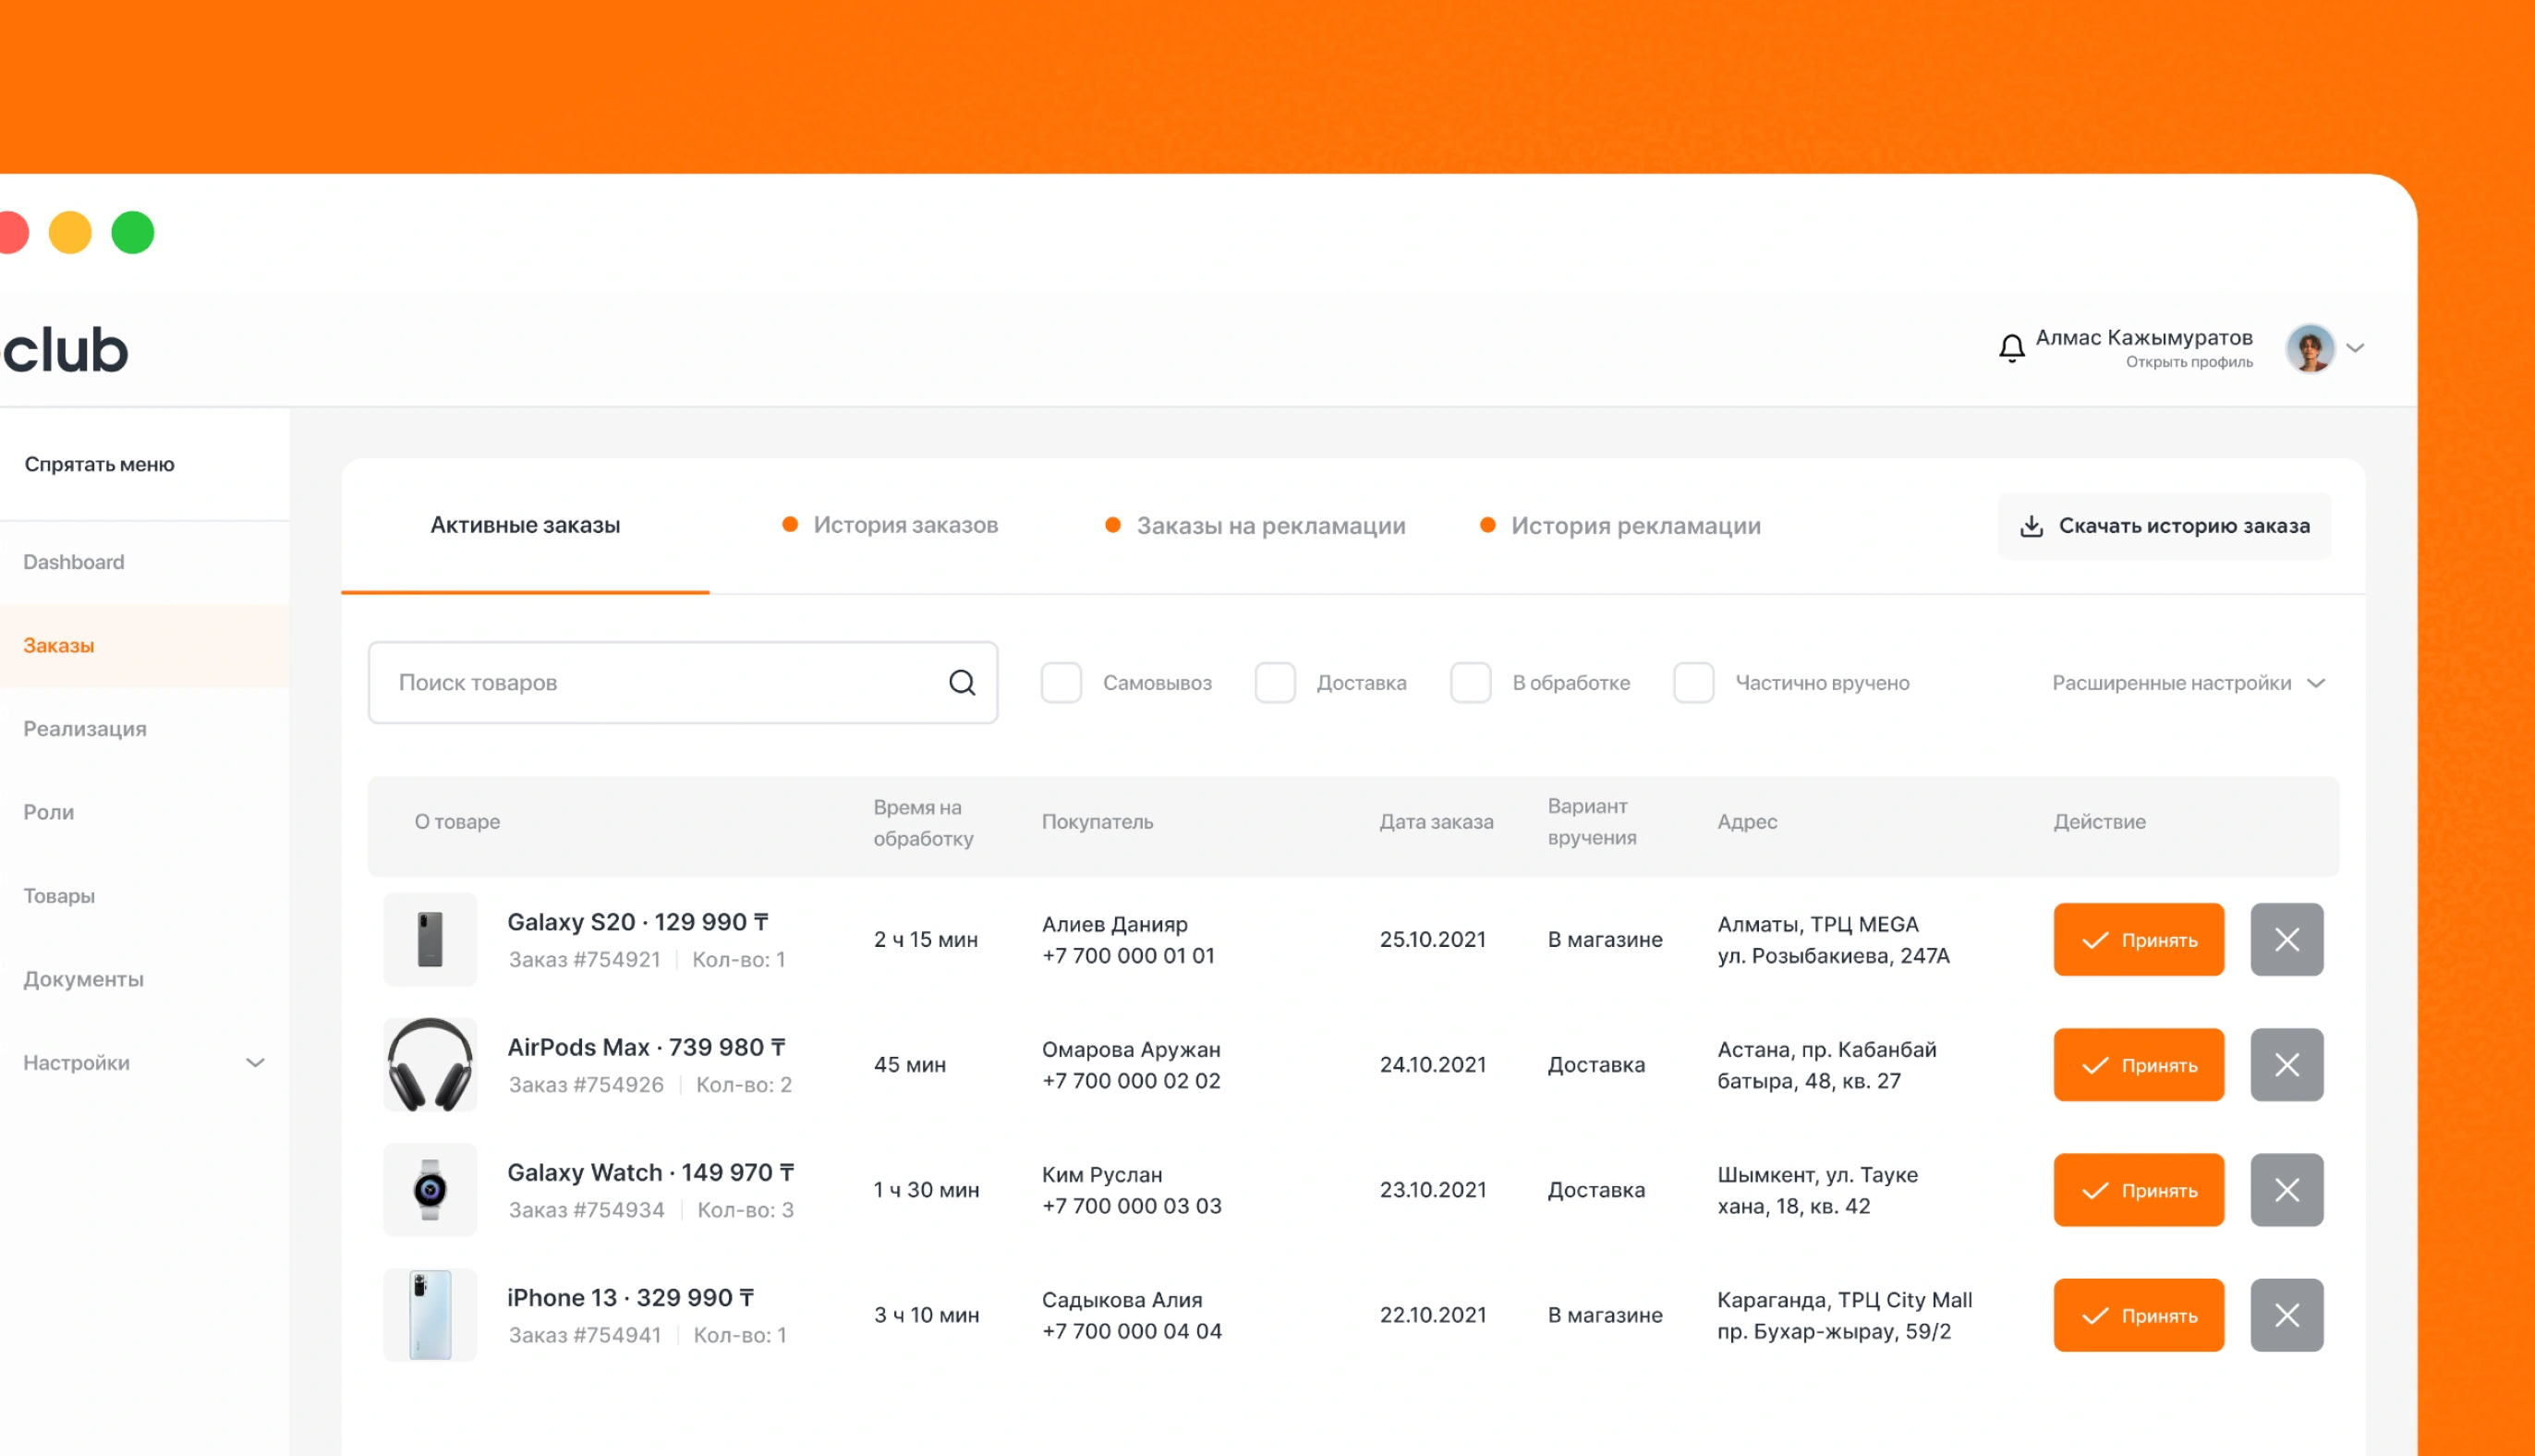 club
Алмас Кажымуратов
Открыть профиль
Спрятать меню
Dashboard
Заказы
Реализация
Роли
Товары
Документы
Настройки
Активные заказы
История заказов
Заказы на рекламации
История рекламации
Скачать историю заказа
Поиск товаров
Самовывоз
Доставка
В обработке
Частично вручено
Расширенные настройки
О товаре
Время на
обработку
Покупатель
Дата заказа
Вариант
вручения
Адрес
Действие
Galaxy S20 · 129 990 ₸
Заказ #754921 | Кол-во: 1
2 ч 15 мин
Алиев Данияр
+7 700 000 01 01
25.10.2021
В магазине
Алматы, ТРЦ MEGA
ул. Розыбакиева, 247А
Принять
AirPods Max · 739 980 ₸
Заказ #754926 | Кол-во: 2
45 мин
Омарова Аружан
+7 700 000 02 02
24.10.2021
Доставка
Астана, пр. Кабанбай
батыра, 48, кв. 27
Принять
Galaxy Watch · 149 970 ₸
Заказ #754934 | Кол-во: 3
1 ч 30 мин
Ким Руслан
+7 700 000 03 03
23.10.2021
Доставка
Шымкент, ул. Тауке
хана, 18, кв. 42
Принять
iPhone 13 · 329 990 ₸
Заказ #754941 | Кол-во: 1
3 ч 10 мин
Садыкова Алия
+7 700 000 04 04
22.10.2021
В магазине
Караганда, ТРЦ City Mall
пр. Бухар-жырау, 59/2
Принять